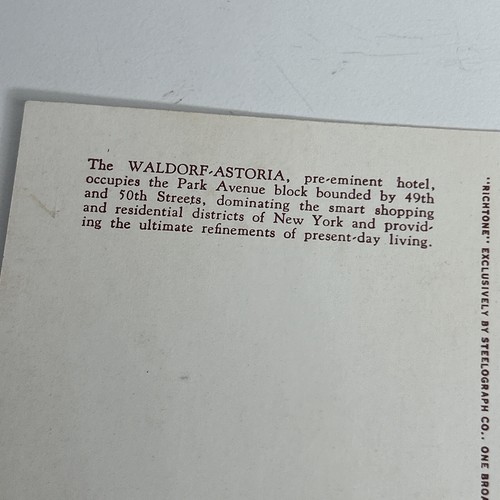 The WALDORF-ASTORIA, pre-eminent hotel,
occupies the Park Avenue block bounded by 49th
and 50th Streets, dominating the smart shopping
and residential districts of New York and provid-
ing the ultimate refinements of present-day living.
"RICHTONE" EXCLUSIVELY BY STEELOGRAPH CO., ONE